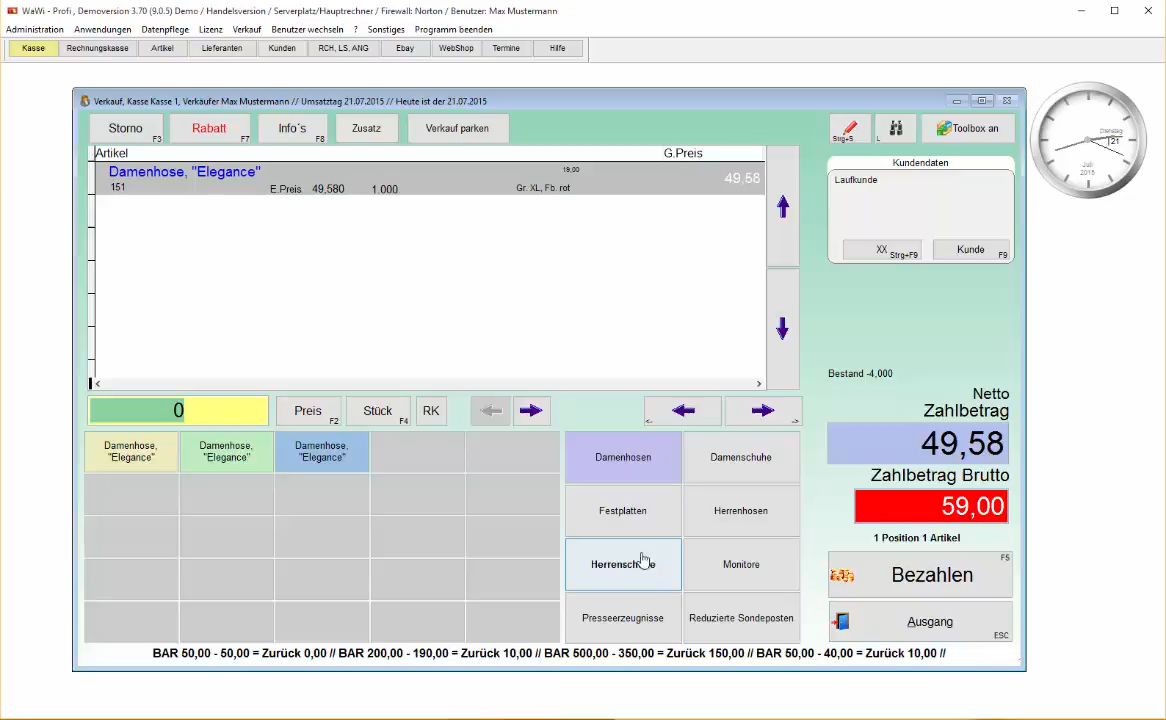 WaWi - Profi , Demoversion 3.70 (9.0.5) Demo / Handelsversion / Serverplatz/Hauptrechner / Firewall: Norton / Benutzer: Max Mustermann
Administration Anwendungen Datenpflege Lizenz Verkauf Benutzer wechseln ? Sonstiges Programm beenden
Kasse Rechnungskasse Artikel Lieferanten Kunden RCH, LS, ANG Ebay WebShop Termine Hilfe
Verkauf, Kasse Kasse 1, Verkäufer Max Mustermann // Umsatztag 21.07.2015 // Heute ist der 21.07.2015
Storno F3 Rabatt F7 Info´s F8 Zusatz Verkauf parken Strg+S L Toolbox an
Dienstag
21
Juli
2015
Artikel G.Preis
Kundendaten
Damenhose, "Elegance" 19,00 49,58
151 E.Preis 49,580 1.000 Gr. XL, Fb. rot
Laufkunde
XX Strg+F9 Kunde F9
Bestand -4,000
Netto
Zahlbetrag
49,58
Zahlbetrag Brutto
59,00
1 Position 1 Artikel
0 Preis F2 Stück F4 RK <- ->
Damenhose, "Elegance"
Damenhose, "Elegance"
Damenhose, "Elegance"
Damenhosen Damenschuhe
Festplatten Herrenhosen
Monitore
Presseerzeugnisse Reduzierte Sondeposten
Bezahlen F5
Ausgang ESC
BAR 50,00 - 50,00 = Zurück 0,00 // BAR 200,00 - 190,00 = Zurück 10,00 // BAR 500,00 - 350,00 = Zurück 150,00 // BAR 50,00 - 40,00 = Zurück 10,00 //